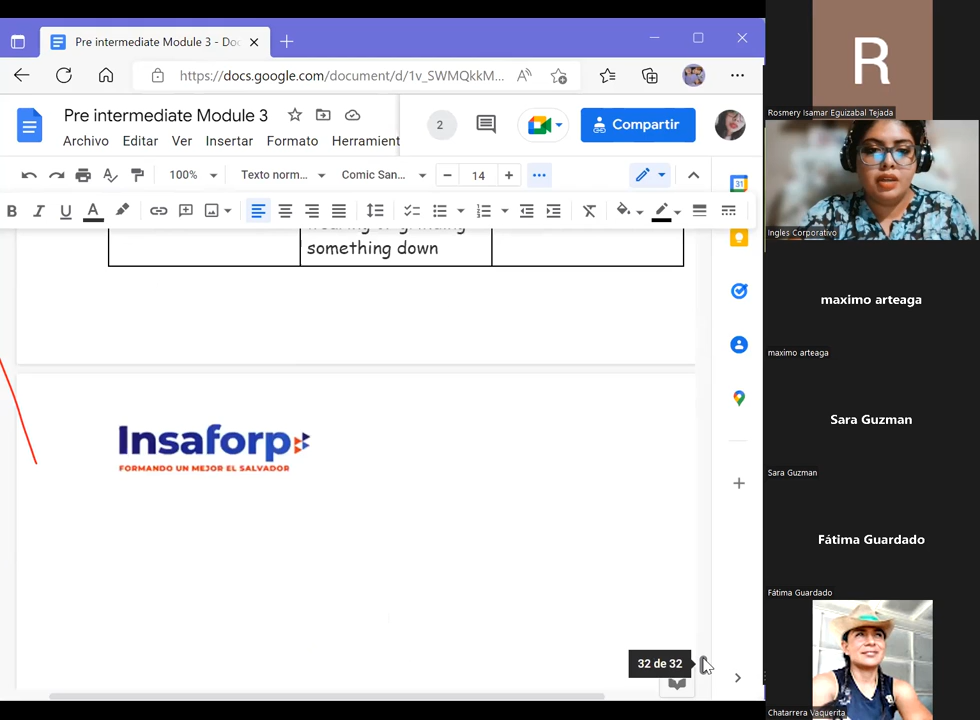 Pre intermediate Module 3 - Doc
https://docs.google.com/document/d/1v_SWMQkkM...
Pre intermediate Module 3
Archivo Editar Ver Insertar Formato Herramient
2
Compartir
100% Texto norm... Comic San... 14
something down
Insaforp
FORMANDO UN MEJOR EL SALVADOR
32 de 32
R
Rosmery Isamar Eguizabal Tejada
Ingles Corporativo
maximo arteaga
maximo arteaga
Sara Guzman
Sara Guzman
Fátima Guardado
Fátima Guardado
Chatarrera Vaquerita